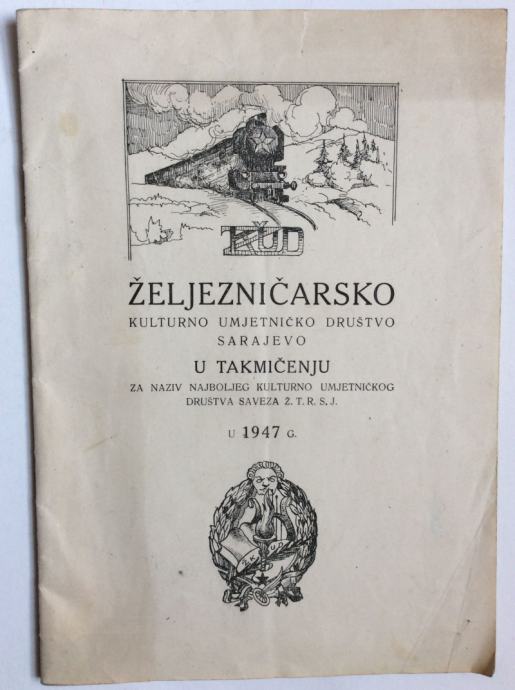 KUD
ŽELJEZNIČARSKO
KULTURNO UMJETNIČKO DRUŠTVO
SARAJEVO
U TAKMIČENJU
ZA NAZIV NAJBOLJEG KULTURNO UMJETNIČKOG
DRUŠTVA SAVEZA Ž. T. R. S. J.
U 1947 G.